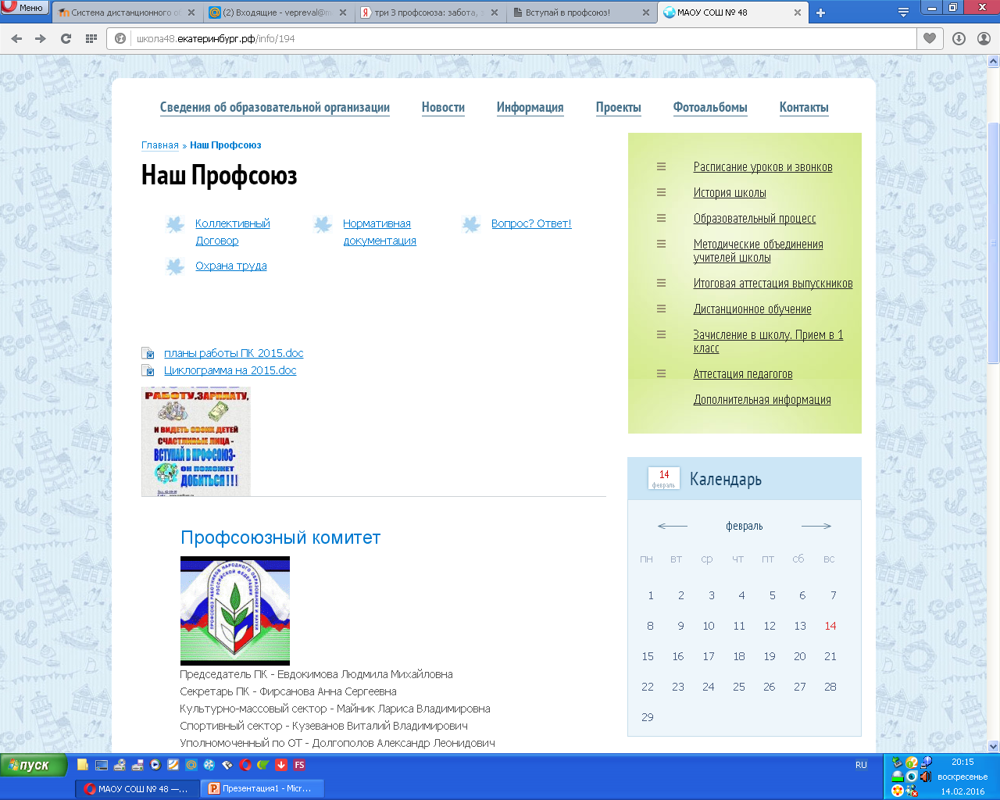 Меню
Система дистанционного об
(2) Входящие - vepreval@m
три З профсоюза: забота, з
Вступай в профсоюз!
МАОУ СОШ № 48
школа48.екатеринбург.рф/info/194
Сведения об образовательной организации
Новости
Информация
Проекты
Фотоальбомы
Контакты
Главная » Наш Профсоюз
Наш Профсоюз
Коллективный
Договор
Нормативная
документация
Вопрос? Ответ!
Охрана труда
планы работы ПК 2015.doc
Циклограмма на 2015.doc
РАБОТУ,ЗАРПЛАТУ,
И ВИДЕТЬ СВОИХ ДЕТЕЙ
СЧАСТЛИВЫЕ ЛИЦА -
ВСТУПАЙ В ПРОФСОЮЗ-
ОН ПОМОЖЕТ
ДОБИТЬСЯ !!!
Профсоюзный комитет
ПРОФСОЮЗ РАБОТНИКОВ НАРОДНОГО ОБРАЗОВАНИЯ И НАУКИ
РОССИЙСКОЙ ФЕДЕРАЦИИ
Председатель ПК - Евдокимова Людмила Михайловна
Секретарь ПК - Фирсанова Анна Сергеевна
Культурно-массовый сектор - Майник Лариса Владимировна
Спортивный сектор - Кузеванов Виталий Владимирович
Уполномоченный по ОТ - Долгополов Александр Леонидович
Расписание уроков и звонков
История школы
Образовательный процесс
Методические объединения
учителей школы
Итоговая аттестация выпускников
Дистанционное обучение
Зачисление в школу. Прием в 1
класс
Аттестация педагогов
Дополнительная информация
14
февраль
Календарь
февраль
пн вт ср чт пт сб вс
1 2 3 4 5 6 7
8 9 10 11 12 13 14
15 16 17 18 19 20 21
22 23 24 25 26 27 28
29
пуск
FS
RU
МАОУ СОШ № 48 —...
Презентация1 - Micr...
20:15
воскресенье
14.02.2016